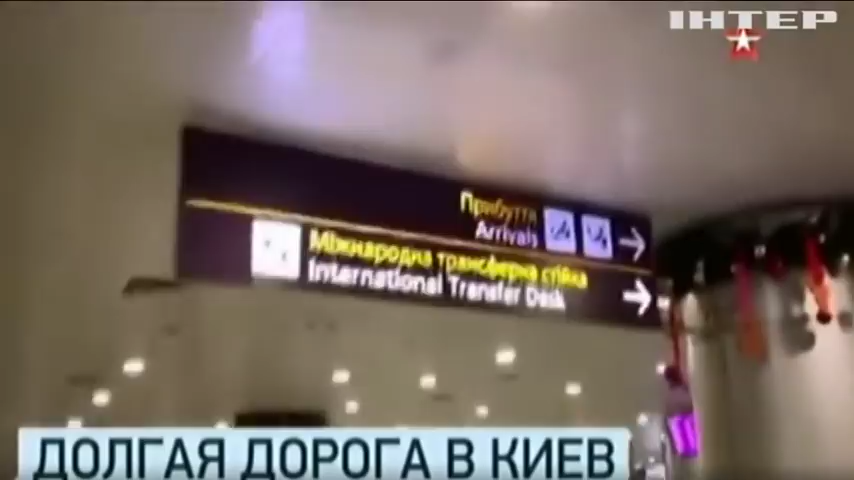 ІНТЕР
Прибуття
Arrivals
Міжнародна трансферна стійка
International Transfer Desk
ДОЛГАЯ ДОРОГА В КИЕВ